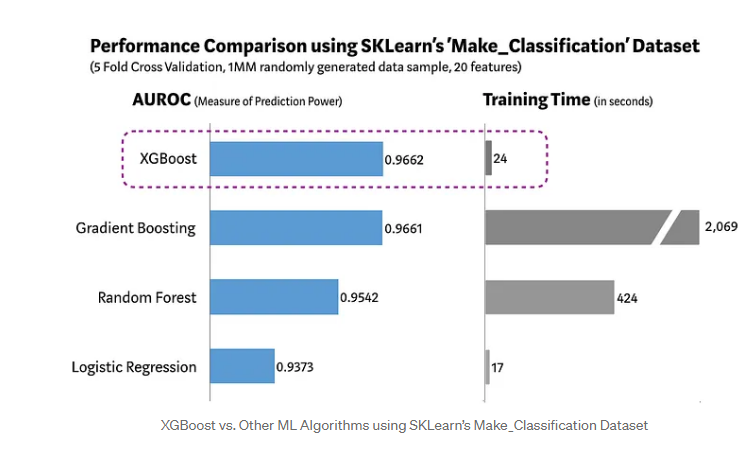 Performance Comparison using SKLearn's 'Make_Classification' Dataset
(5 Fold Cross Validation, 1MM randomly generated data sample, 20 features)
AUROC (Measure of Prediction Power)
Training Time (in seconds)
XGBoost
0.9662
24
Gradient Boosting
0.9661
2,069
Random Forest
0.9542
424
Logistic Regression
0.9373
17
XGBoost vs. Other ML Algorithms using SKLearn's Make_Classification Dataset